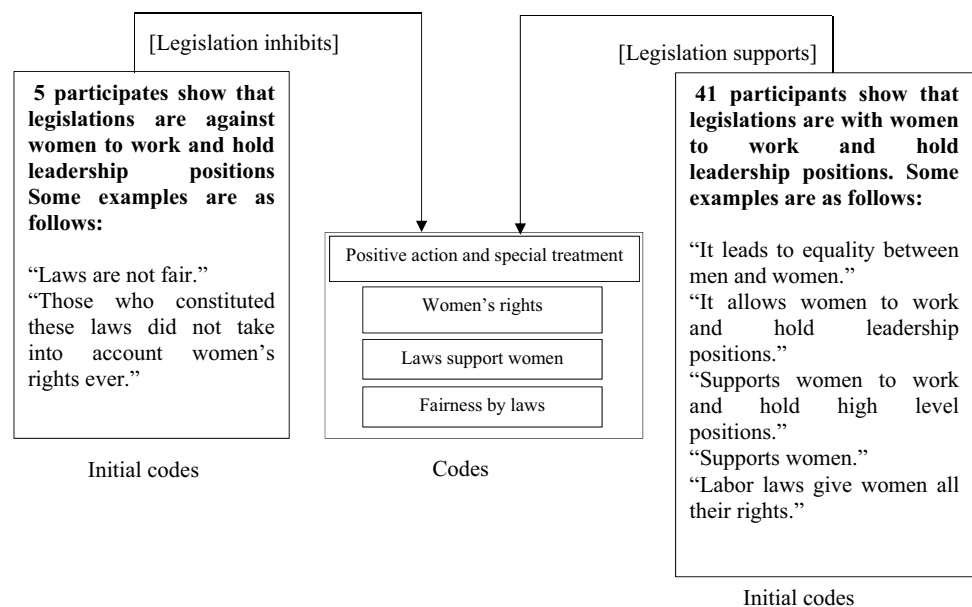 [Legislation inhibits]
5 participates show that
legislations are against
women to work and hold
leadership positions
Some examples are as
follows:
“Laws are not fair.”
“Those who constituted
these laws did not take
into account women’s
rights ever.”
Initial codes
Positive action and special treatment
Women’s rights
Laws support women
Fairness by laws
Codes
[Legislation supports]
41 participants show that
legislations are with women
to work and hold
leadership positions. Some
examples are as follows:
“It leads to equality between
men and women.”
“It allows women to work
and hold leadership
positions.”
“Supports women to work
and hold high level
positions.”
“Supports women.”
“Labor laws give women all
their rights.”
Initial codes